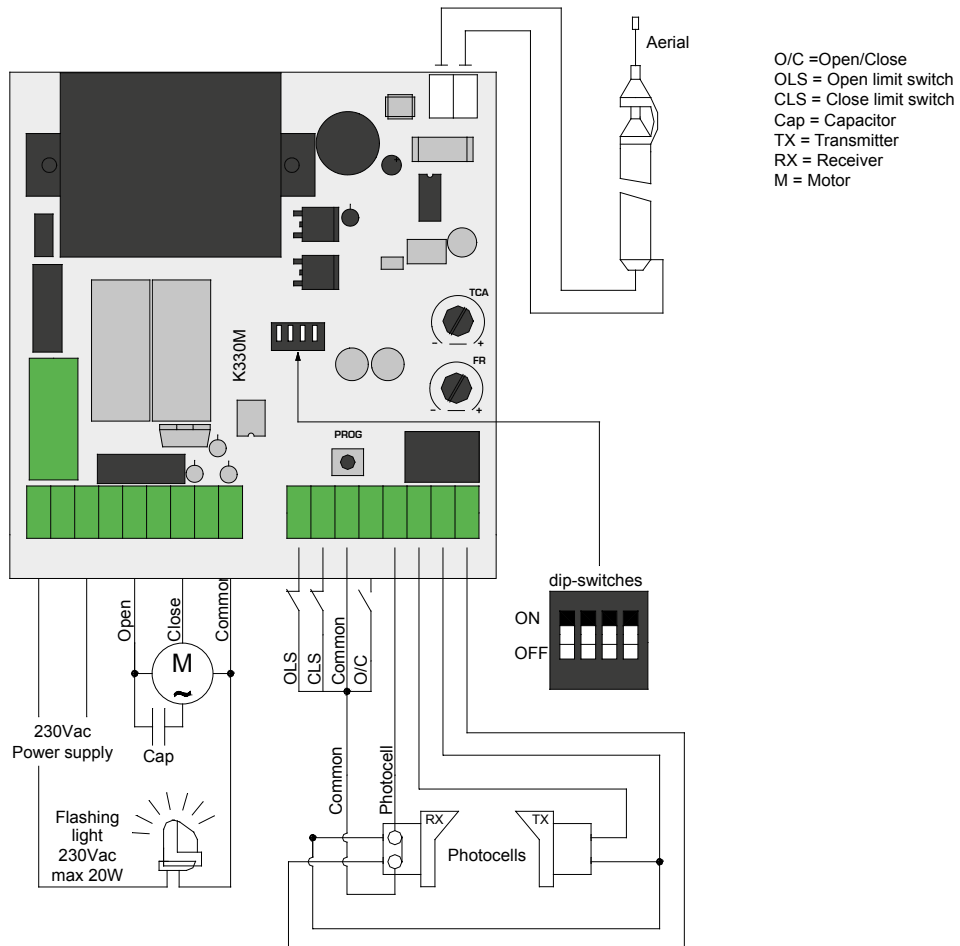 Aerial
O/C =Open/Close
OLS = Open limit switch
CLS = Close limit switch
Cap = Capacitor
TX = Transmitter
RX = Receiver
M = Motor
TCA
- +
K330M
FR
- +
PROG
dip-switches
ON
OFF
Open
Close
Common
OLS
CLS
Common
O/C
M
~
230Vac
Power supply
Cap
Common
Photocell
Flashing
light
230Vac
max 20W
RX
TX
Photocells